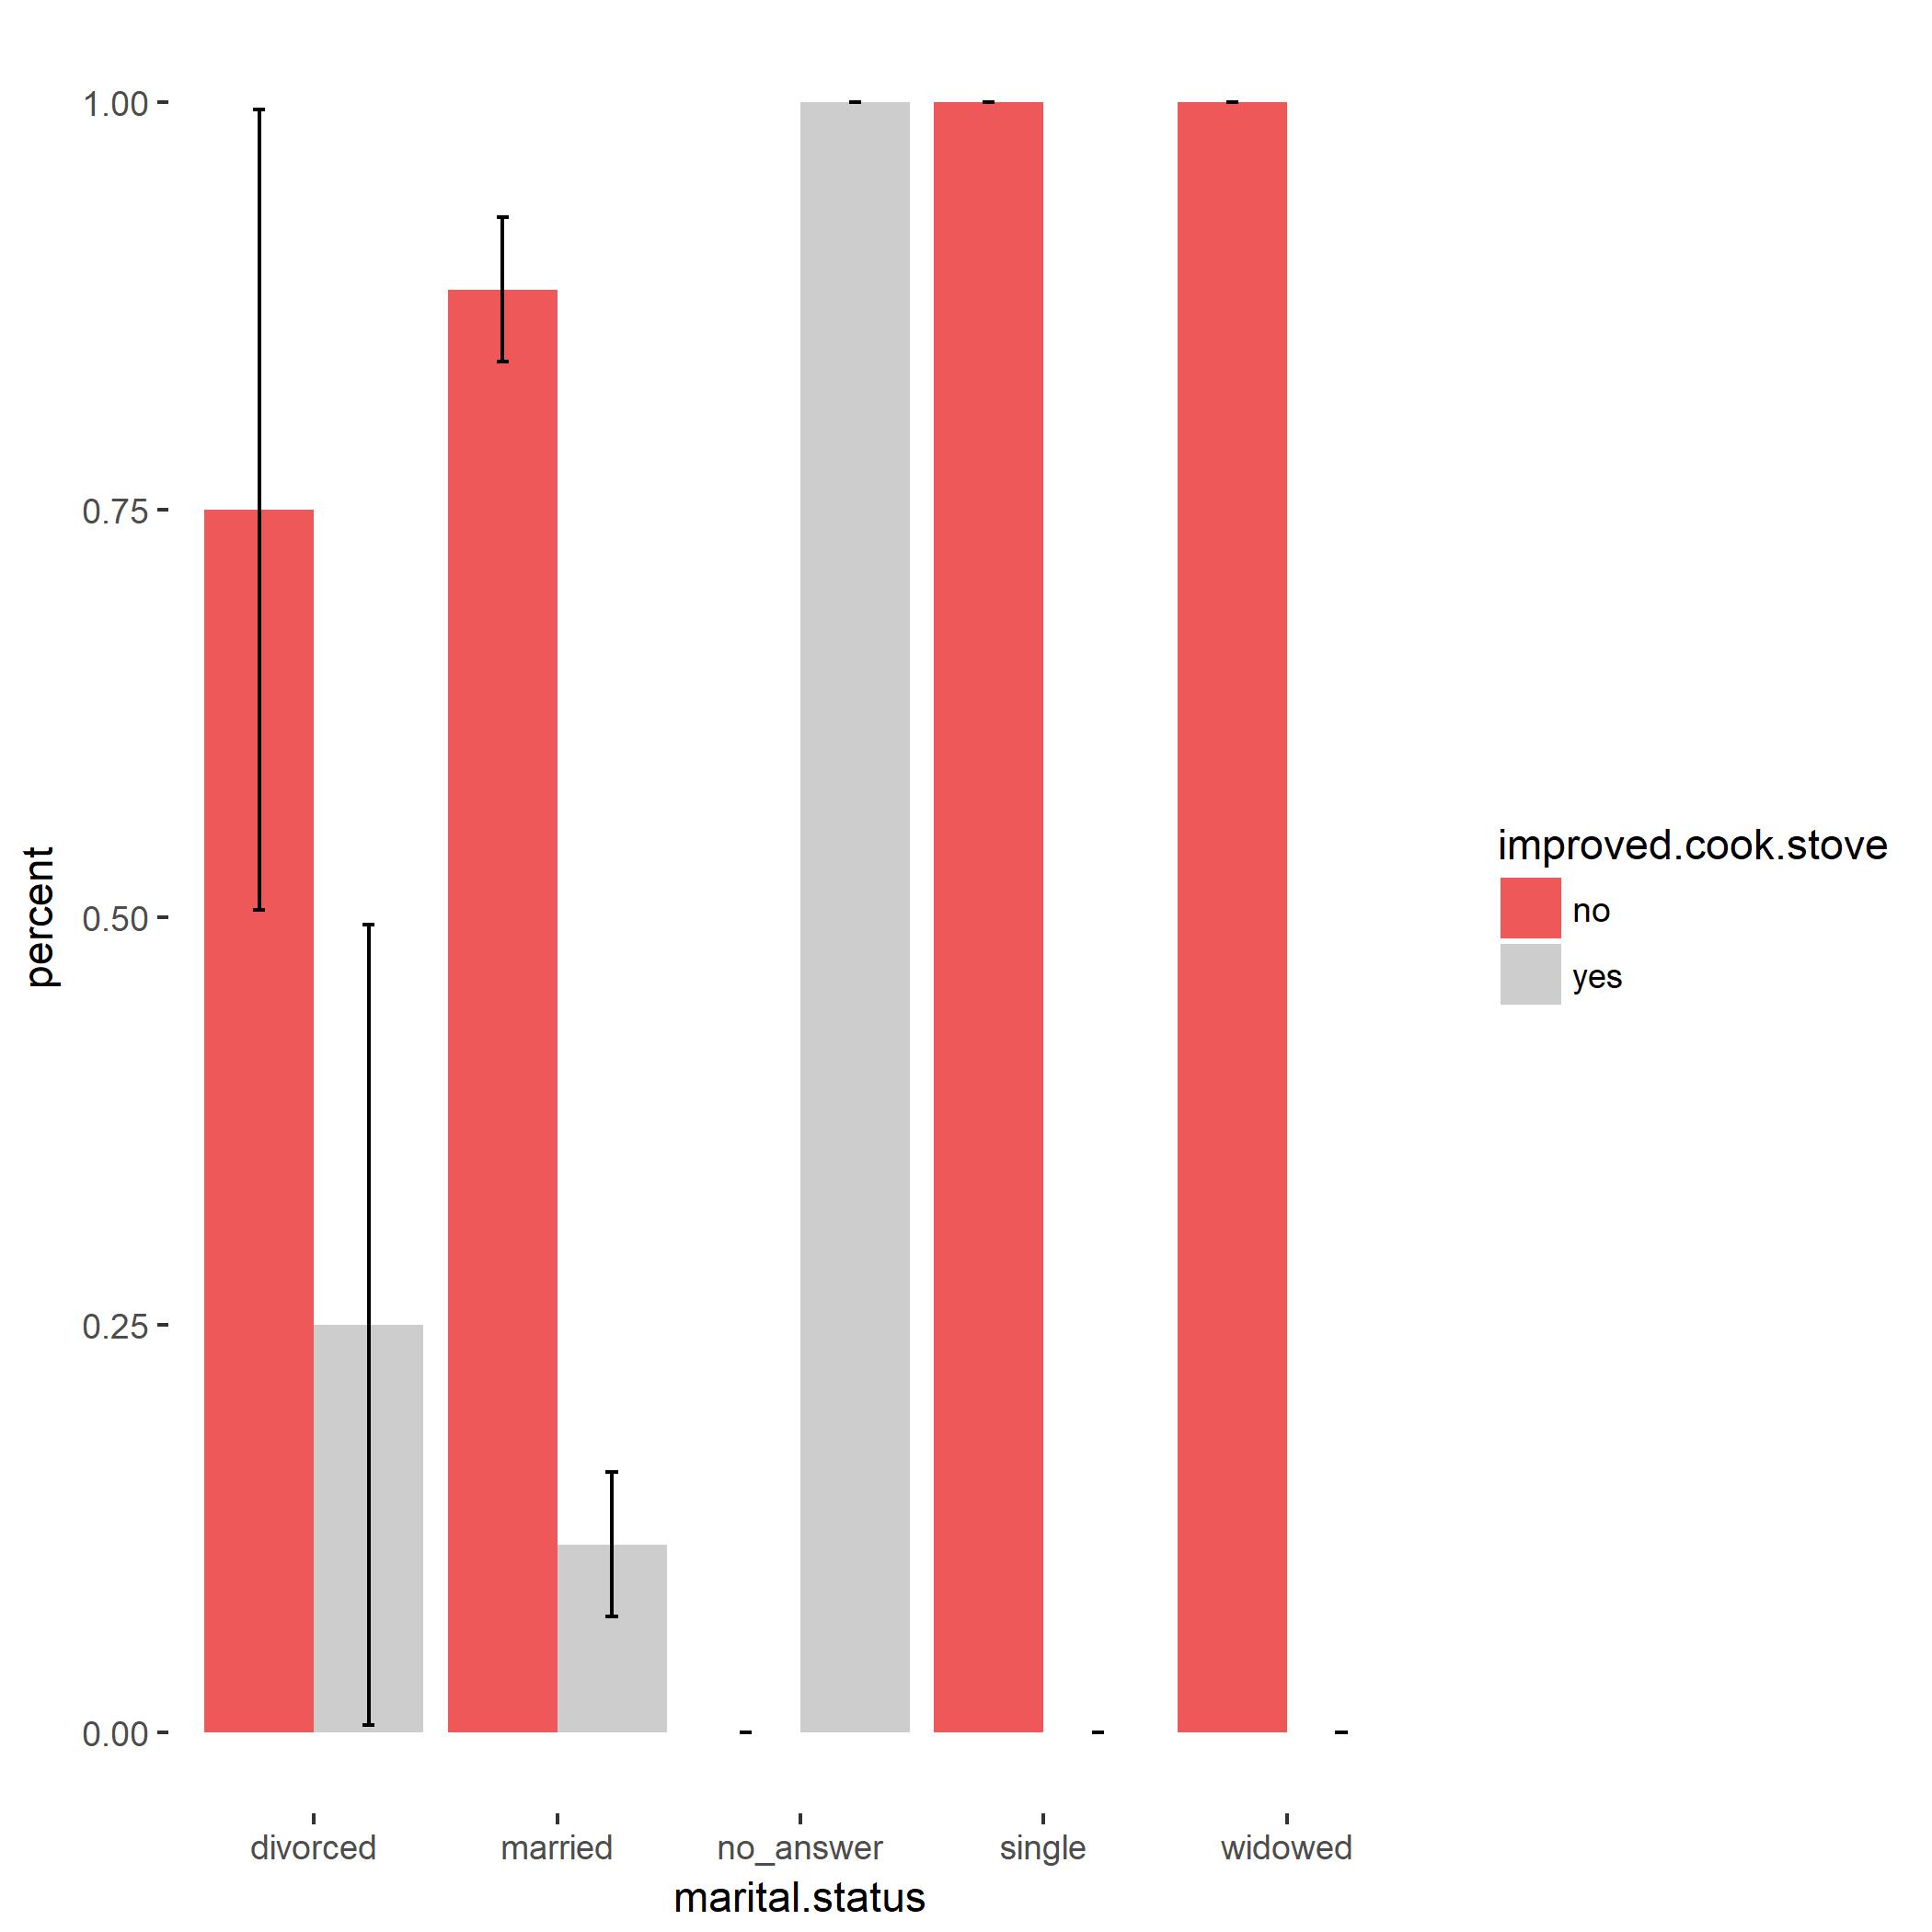 1.00
0.75
0.50
0.25
0.00
percent
divorced
married
no_answer
single
widowed
marital.status
improved.cook.stove
no
yes